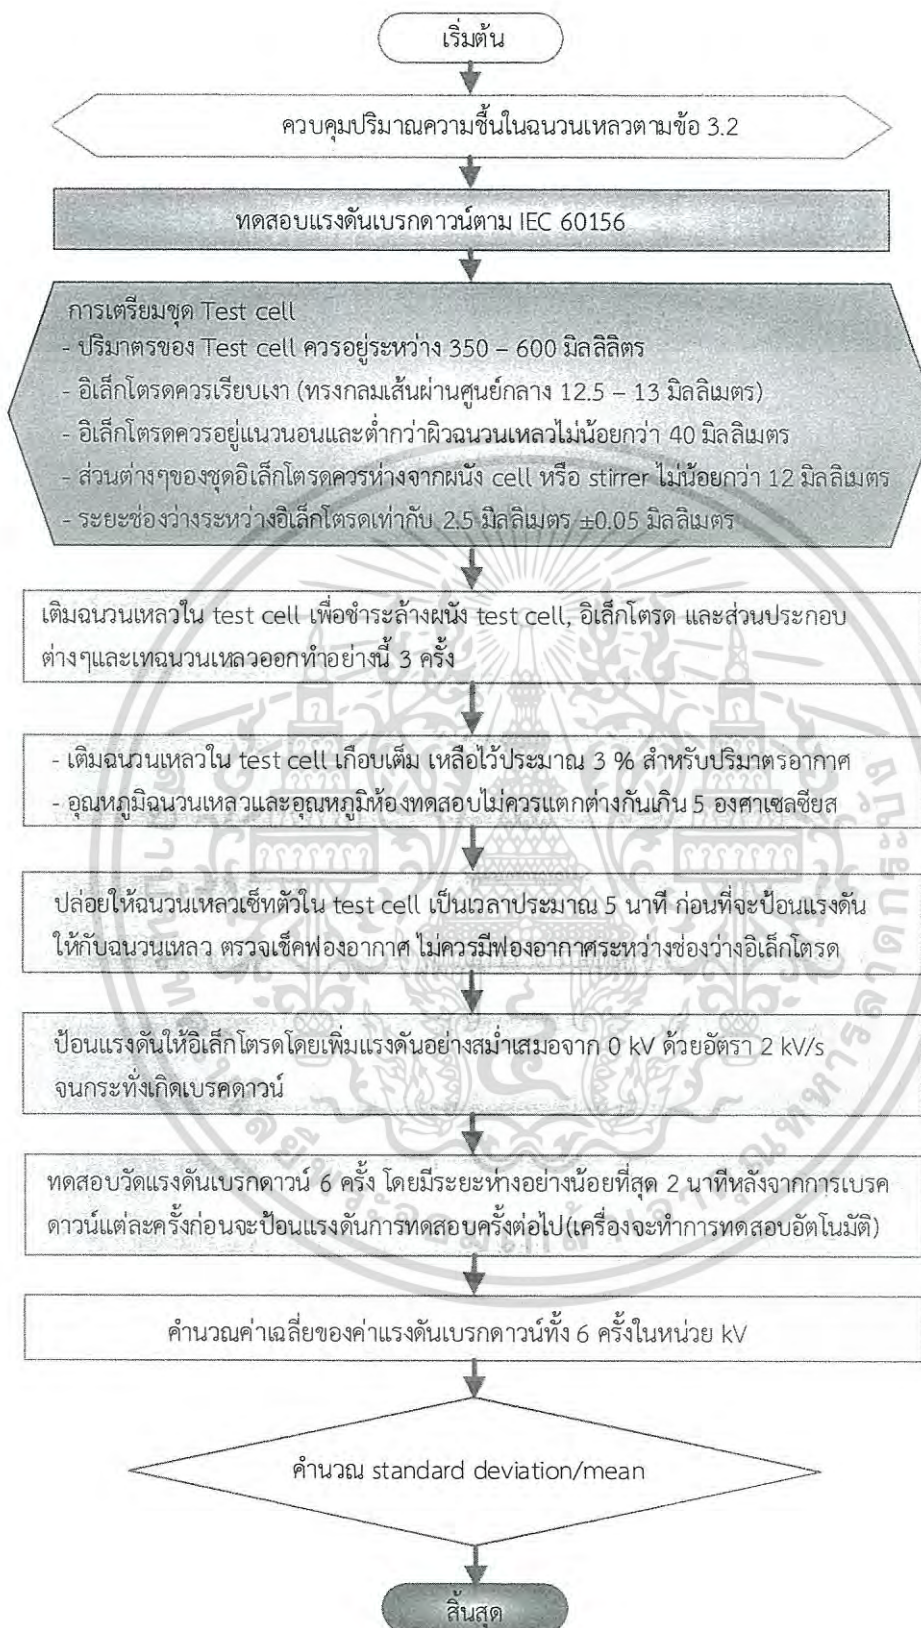 เริ่มต้น
ควบคุมปริมาณความชื้นในฉนวนเหลวตามข้อ 3.2
ทดสอบแรงดันเบรกดาวน์ตาม IEC 60156
การเตรียมชุด Test cell
- ปริมาตรของ Test cell ควรอยู่ระหว่าง 350 – 600 มิลลิลิตร
- อิเล็กโตรดควรเรียบเงา (ทรงกลมเส้นผ่านศูนย์กลาง 12.5 – 13 มิลลิเมตร)
- อิเล็กโตรดควรอยู่แนวนอนและต่ำกว่าผิวฉนวนเหลวไม่น้อยกว่า 40 มิลลิเมตร
- ส่วนต่างๆของชุดอิเล็กโตรดควรห่างจากผนัง cell หรือ stirrer ไม่น้อยกว่า 12 มิลลิเมตร
- ระยะช่องว่างระหว่างอิเล็กโตรดเท่ากับ 2.5 มิลลิเมตร ±0.05 มิลลิเมตร
เติมฉนวนเหลวใน test cell เพื่อชำระล้างผนัง test cell, อิเล็กโตรด และส่วนประกอบ
ต่างๆและเทฉนวนเหลวออกทำอย่างนี้ 3 ครั้ง
- เติมฉนวนเหลวใน test cell เกือบเต็ม เหลือไว้ประมาณ 3 % สำหรับปริมาตรอากาศ
- อุณหภูมิฉนวนเหลวและอุณหภูมิห้องทดสอบไม่ควรแตกต่างกันเกิน 5 องศาเซลเซียส
ปล่อยให้ฉนวนเหลวเซ็ทตัวใน test cell เป็นเวลาประมาณ 5 นาที ก่อนที่จะป้อนแรงดัน
ให้กับฉนวนเหลว ตรวจเช็คฟองอากาศ ไม่ควรมีฟองอากาศระหว่างช่องว่างอิเล็กโตรด
ป้อนแรงดันให้อิเล็กโตรดโดยเพิ่มแรงดันอย่างสม่ำเสมอจาก 0 kV ด้วยอัตรา 2 kV/s
จนกระทั่งเกิดเบรคดาวน์
ทดสอบวัดแรงดันเบรกดาวน์ 6 ครั้ง โดยมีระยะห่างอย่างน้อยที่สุด 2 นาทีหลังจากการเบรค
ดาวน์แต่ละครั้งก่อนจะป้อนแรงดันการทดสอบครั้งต่อไป(เครื่องจะทำการทดสอบอัตโนมัติ)
คำนวณค่าเฉลี่ยของค่าแรงดันเบรกดาวน์ทั้ง 6 ครั้งในหน่วย kV
คำนวณ standard deviation/mean
สิ้นสุด